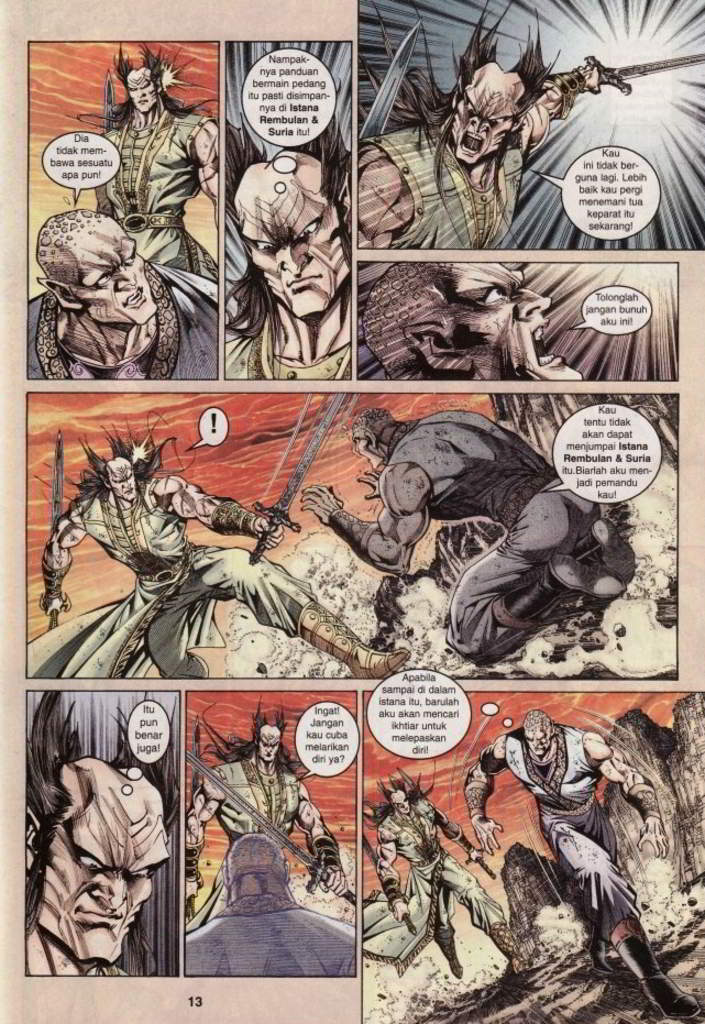 Dia
tidak mem-
bawa sesuatu
apa pun!
Nampak-
nya panduan
bermain pedang
itu pasti disimpan-
nya di Istana
Rembulan &
Suria itu!
Kau
ini tidak ber-
guna lagi. Lebih
baik kau pergi
menemani tua
keparat itu
sekarang!
Tolonglah
jangan bunuh
aku ini!
!
Kau
tentu tidak
akan dapat
menjumpai Istana
Rembulan & Suria
itu.Biarlah aku men-
jadi pemandu
kau!
Itu
pun
benar
juga!
Ingat!
Jangan
kau cuba
melarikan
diri ya?
Apabila
sampai di dalam
istana itu, barulah
aku akan mencari
ikhtiar untuk
melepaskan
diri!
13